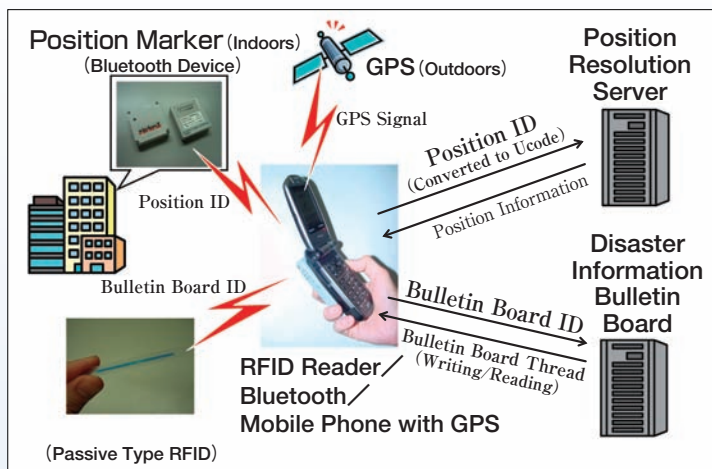 Position Marker (Indoors)
(Bluetooth Device)
GPS (Outdoors)
GPS Signal
Position
Resolution
Server
Position ID
(Converted to Ucode)
Position Information
Position ID
Bulletin Board ID
Disaster
Information
Bulletin
Board
Bulletin Board ID
Bulletin Board Thread
(Writing/Reading)
RFID Reader/
Bluetooth/
Mobile Phone with GPS
(Passive Type RFID)